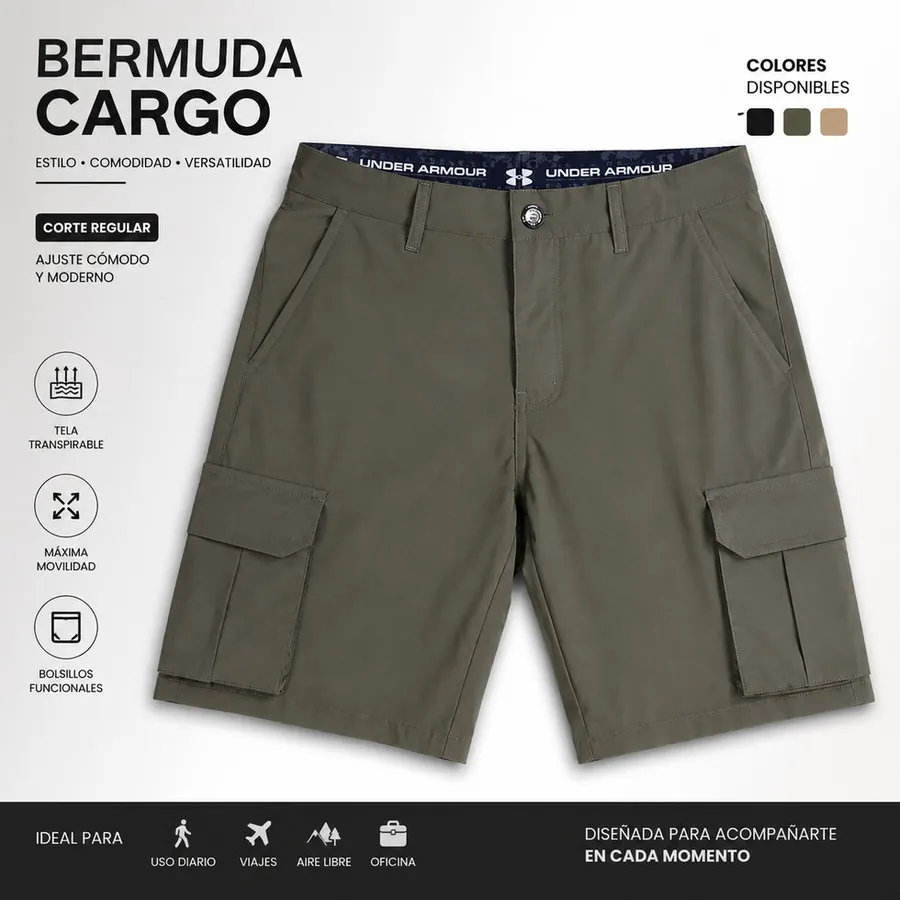 BERMUDA
CARGO
ESTILO • COMODIDAD • VERSATILIDAD
CORTE REGULAR
AJUSTE CÓMODO
Y MODERNO
COLORES
DISPONIBLES
UNDER ARMOUR UNDER ARMOUR
TELA
TRANSPIRABLE
MÁXIMA
MOVILIDAD
BOLSILLOS
FUNCIONALES
IDEAL PARA
USO DIARIO
VIAJES
AIRE LIBRE
OFICINA
DISEÑADA PARA ACOMPAÑARTE
EN CADA MOMENTO